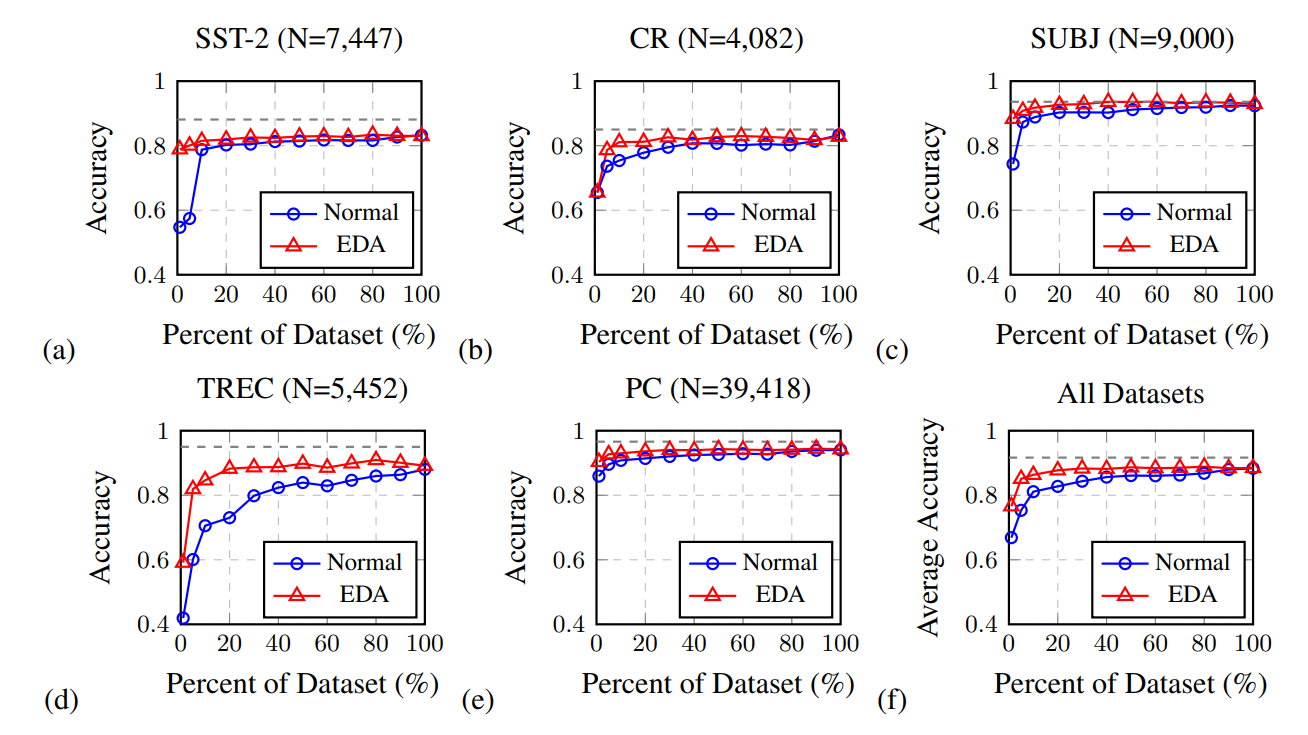 SST-2 (N=7,447)
1
0.8
0.6
0.4
Accuracy
Normal
EDA
0 20 40 60 80 100
Percent of Dataset (%)
(a)
CR (N=4,082)
1
0.8
0.6
0.4
Accuracy
Normal
EDA
0 20 40 60 80 100
Percent of Dataset (%)
(b)
SUBJ (N=9,000)
1
0.8
0.6
0.4
Accuracy
Normal
EDA
0 20 40 60 80 100
Percent of Dataset (%)
(c)
TREC (N=5,452)
1
0.8
0.6
0.4
Accuracy
Normal
EDA
0 20 40 60 80 100
Percent of Dataset (%)
(d)
PC (N=39,418)
1
0.8
0.6
0.4
Accuracy
Normal
EDA
0 20 40 60 80 100
Percent of Dataset (%)
(e)
All Datasets
1
0.8
0.6
0.4
Average Accuracy
Normal
EDA
0 20 40 60 80 100
Percent of Dataset (%)
(f)